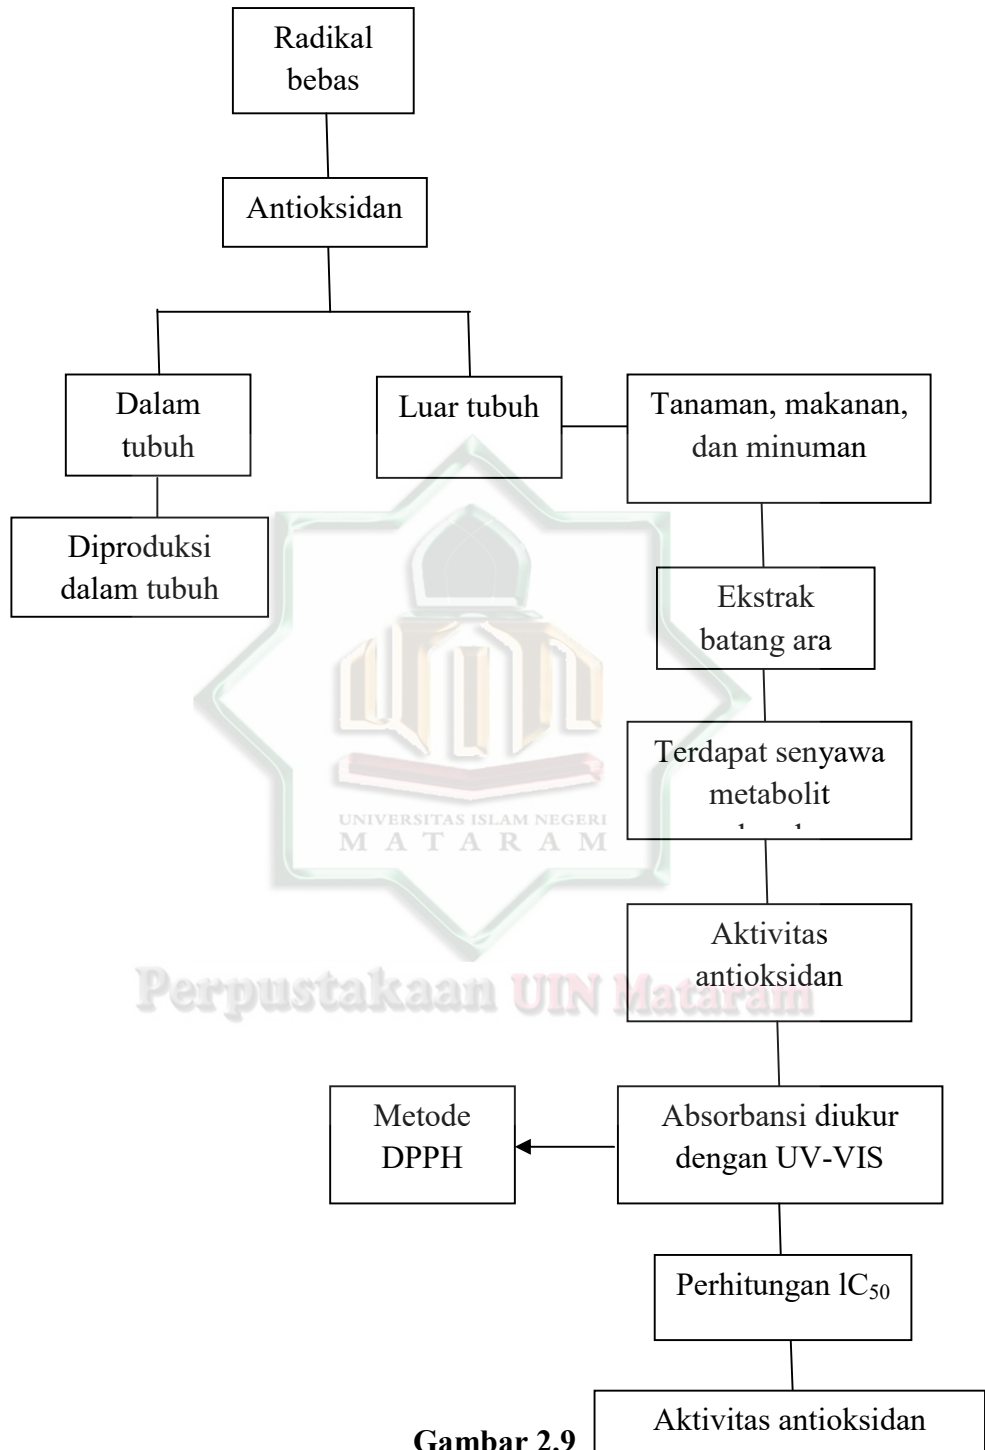 Radikal
bebas
Antioksidan
Dalam
tubuh
Luar tubuh
Tanaman, makanan,
dan minuman
Diproduksi
dalam tubuh
Ekstrak
batang ara
Terdapat senyawa
metabolit
UNIVERSITAS ISLAM NEGERI
MATARAM
Aktivitas
antioksidan
Perpustakaan UIN Mataram
Metode
DPPH
Absorbansi diukur
dengan UV-VIS
Perhitungan lC₅₀
Aktivitas antioksidan
Gambar 2.9